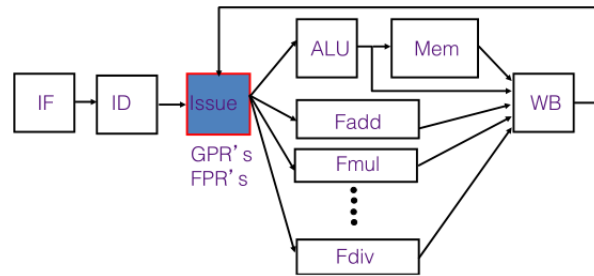 IF
ID
Issue
GPR's
FPR's
ALU
Mem
Fadd
Fmul
Fdiv
WB